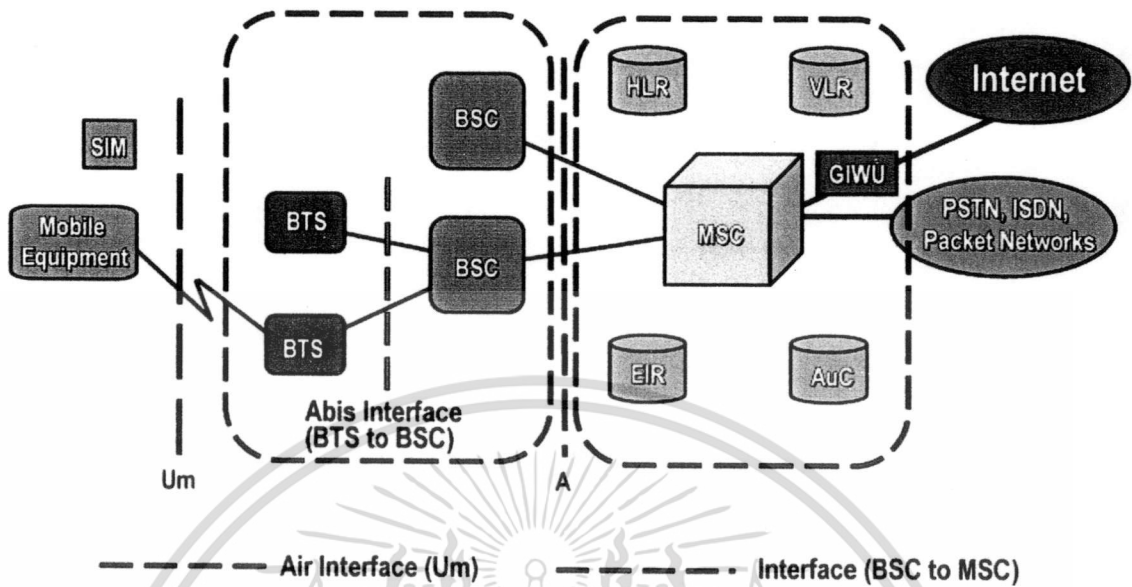 HLR
VLR
Internet
BSC
SIM
GIWU
BTS
Mobile
Equipment
MSC
PSTN, ISDN,
Packet Networks
BSC
BTS
EIR
AuC
Abis Interface
(BTS to BSC)
Um
A
Air Interface (Um)
Interface (BSC to MSC)